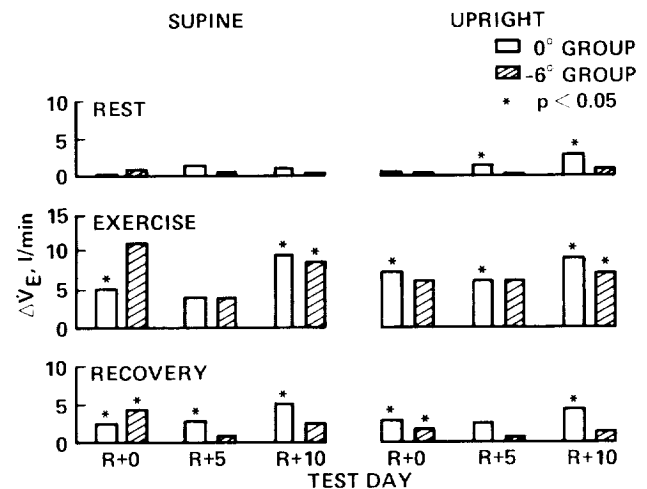 SUPINE
UPRIGHT
0° GROUP
-6° GROUP
* p < 0.05
REST
10
5
0
* *
EXERCISE
15
10
5
0
* * *
* * * *
ΔV̇E, l/min
RECOVERY
10
5
0
* * * *
* * *
R+0 R+5 R+10
R+0 R+5 R+10
TEST DAY